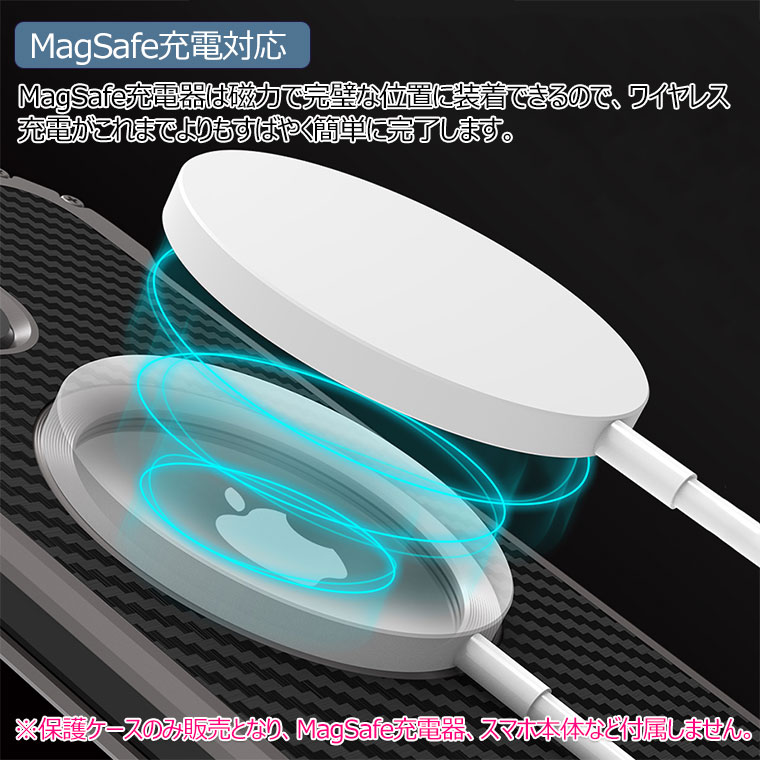 MagSafe充電対応
MagSafe充電器は磁力で完璧な位置に装着できるので、ワイヤレス
充電がこれまでよりもすばやく簡単に完了します。
※保護ケースのみ販売となり、MagSafe充電器、スマホ本体など付属しません。